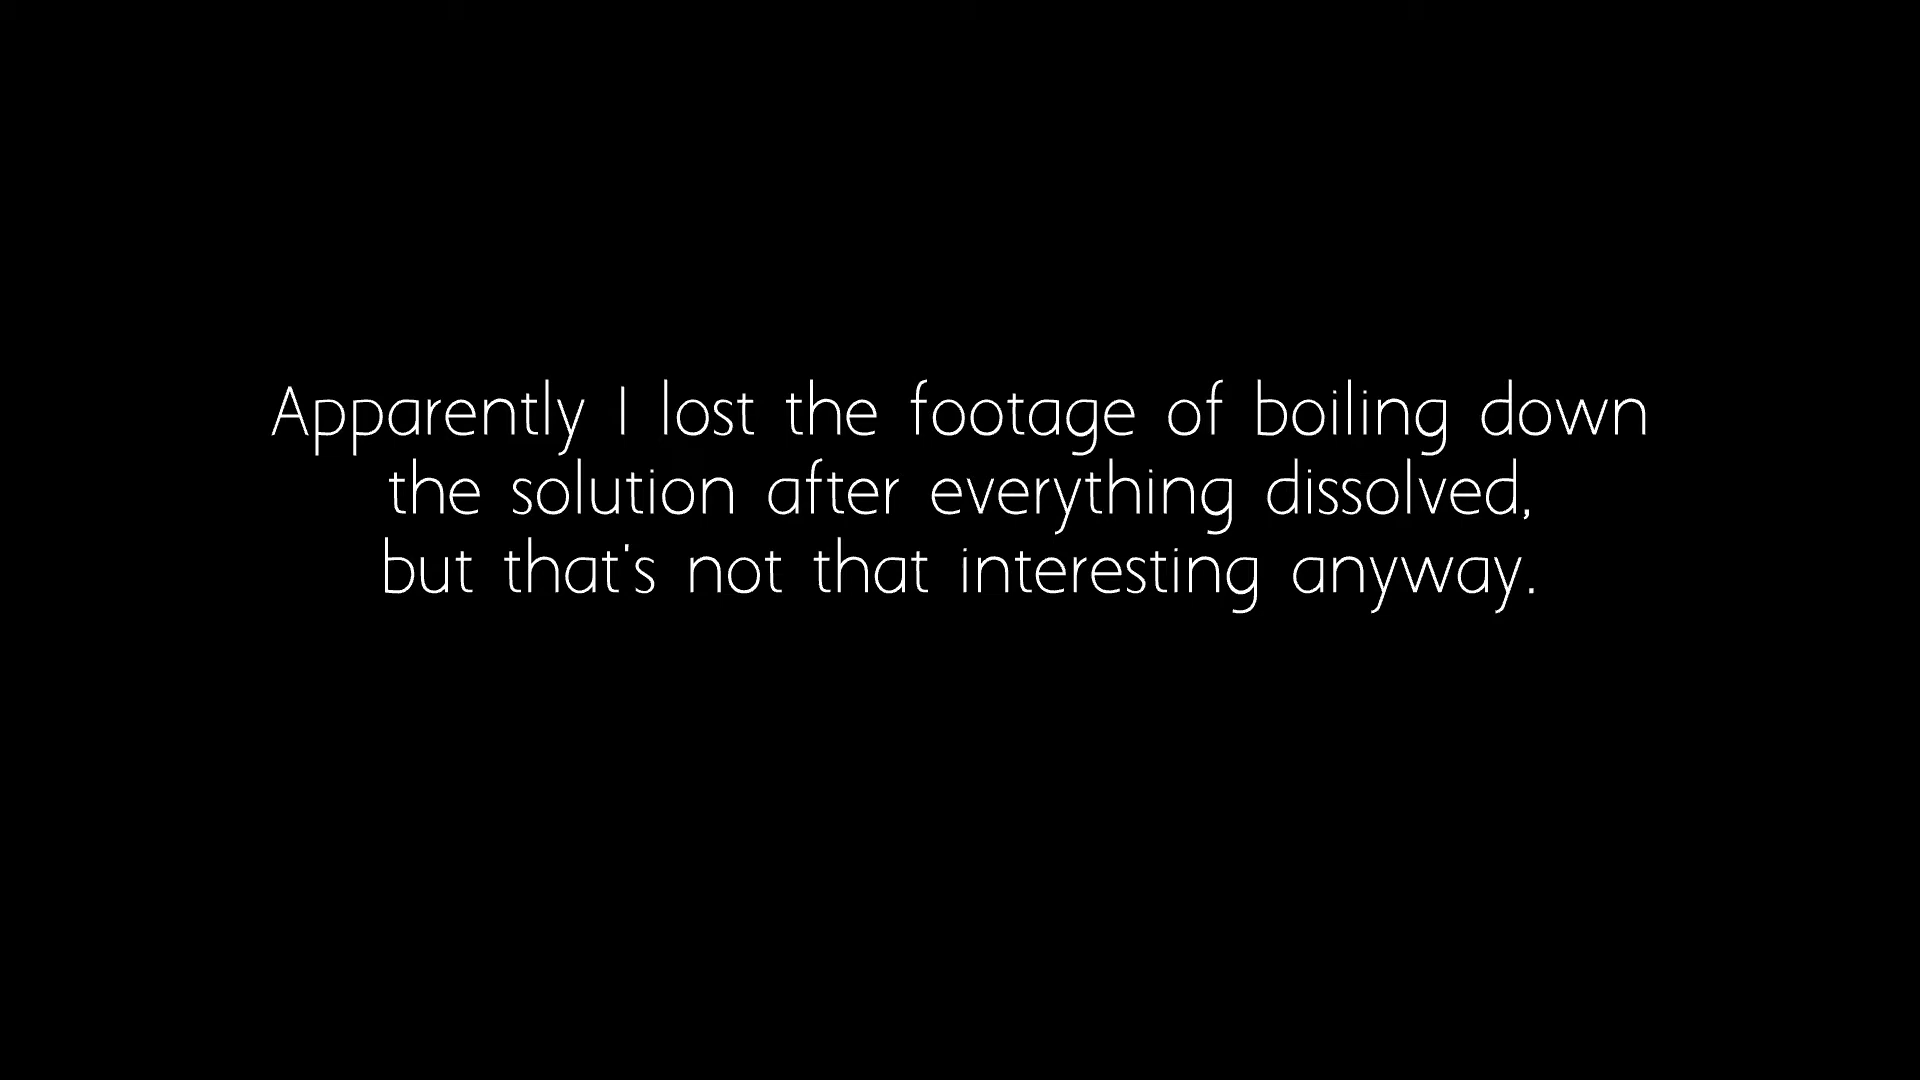 Apparently I lost the footage of boiling down
the solution after everything dissolved,
but that's not that interesting anyway.